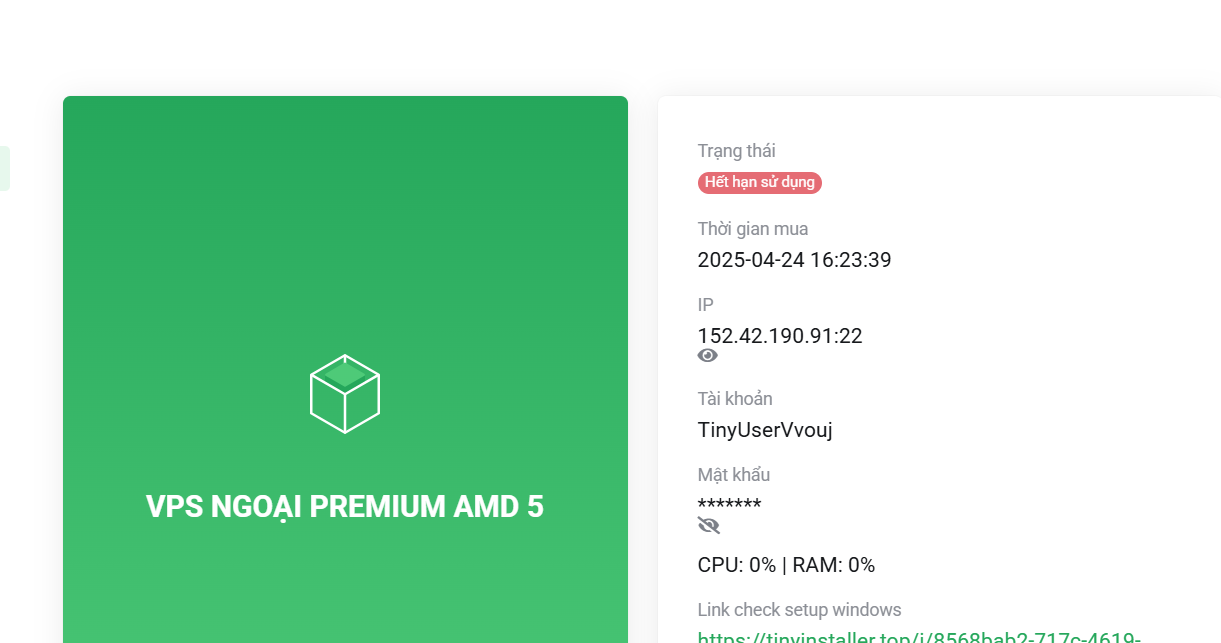 VPS NGOẠI PREMIUM AMD 5
Trạng thái
Hết hạn sử dụng
Thời gian mua
2025-04-24 16:23:39
IP
152.42.190.91:22
Tài khoản
TinyUserVvouj
Mật khẩu
*******
CPU: 0% | RAM: 0%
Link check setup windows
https://tinyinstaller.top/i/8568bab2-717c-4619-